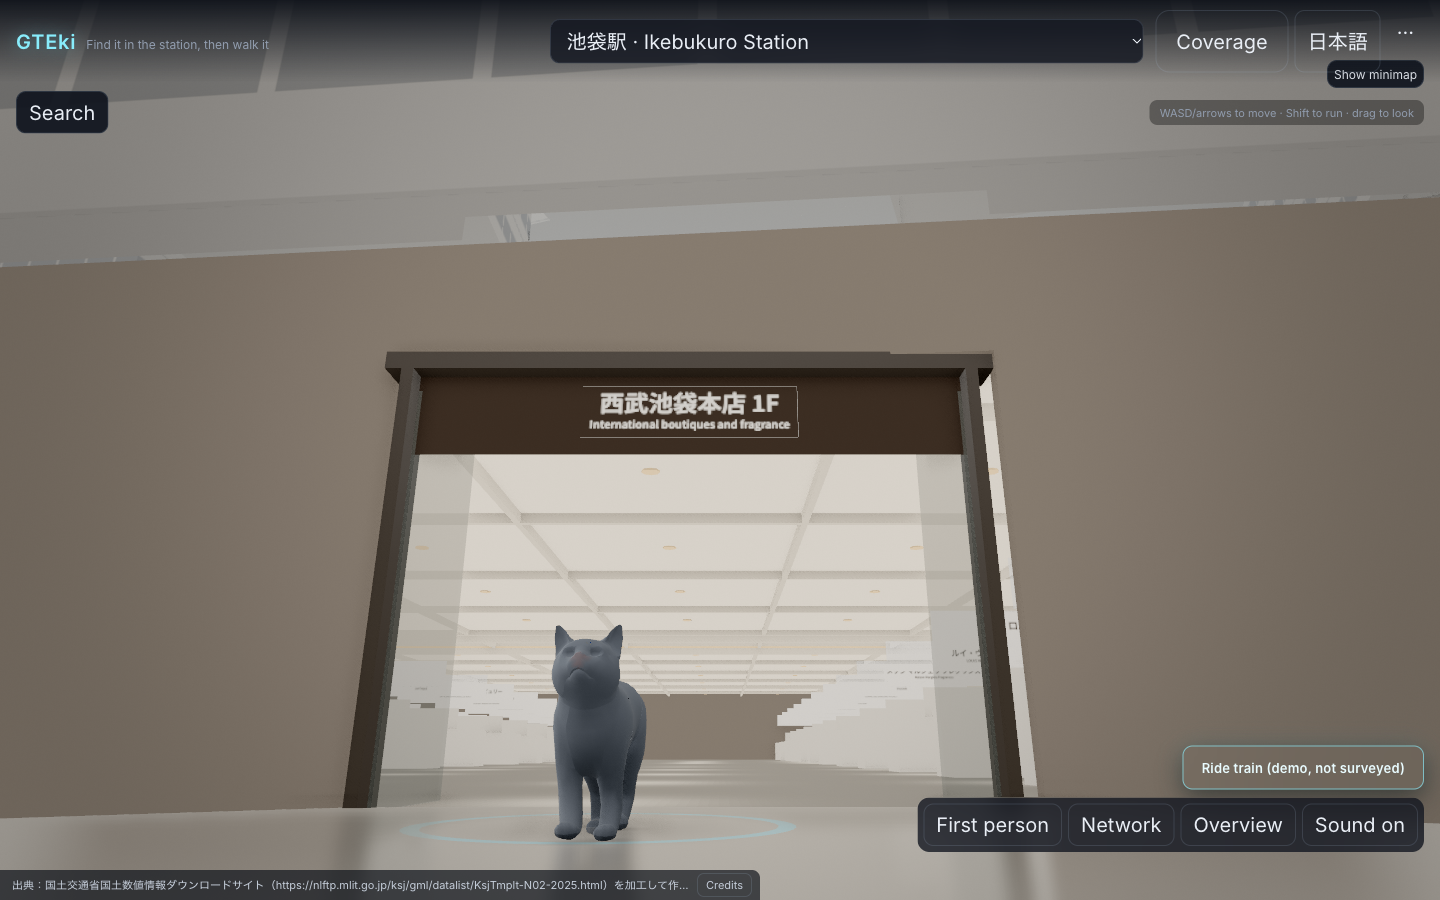 GTEki Find it in the station, then walk it
池袋駅 · Ikebukuro Station
Coverage
日本語
...
Show minimap
Search
WASD/arrows to move · Shift to run · drag to look
西武池袋本店 1F
International boutiques and fragrance
ルイ・ヴ
ロ
Ride train (demo, not surveyed)
First person
Network
Overview
Sound on
出典：国土交通省国土数値情報ダウンロードサイト（https://nlftp.mlit.go.jp/ksj/gml/datalist/KsjTmplt-N02-2025.html）を加工して作...
Credits